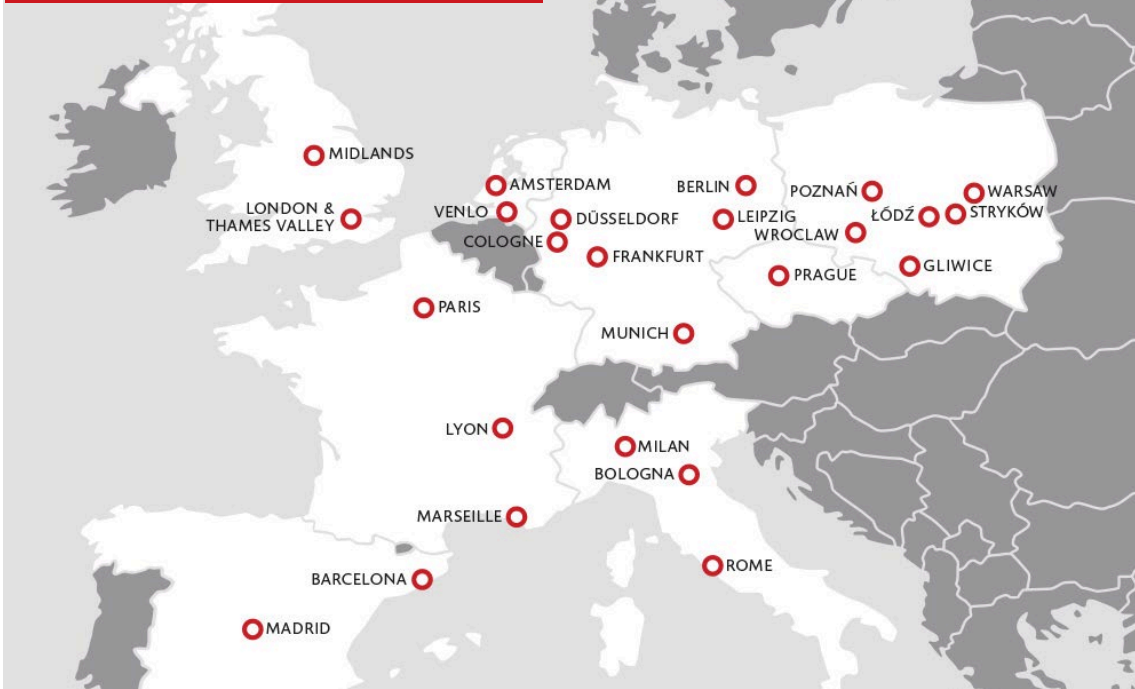 MIDLANDS
AMSTERDAM
BERLIN
POZNAŃ
WARSAW
LONDON &
THAMES VALLEY
VENLO
DÜSSELDORF
LEIPZIG
ŁÓDŹ
STRYKÓW
COLOGNE
WROCLAW
FRANKFURT
GLIWICE
PRAGUE
PARIS
MUNICH
LYON
MILAN
BOLOGNA
MARSEILLE
ROME
BARCELONA
MADRID